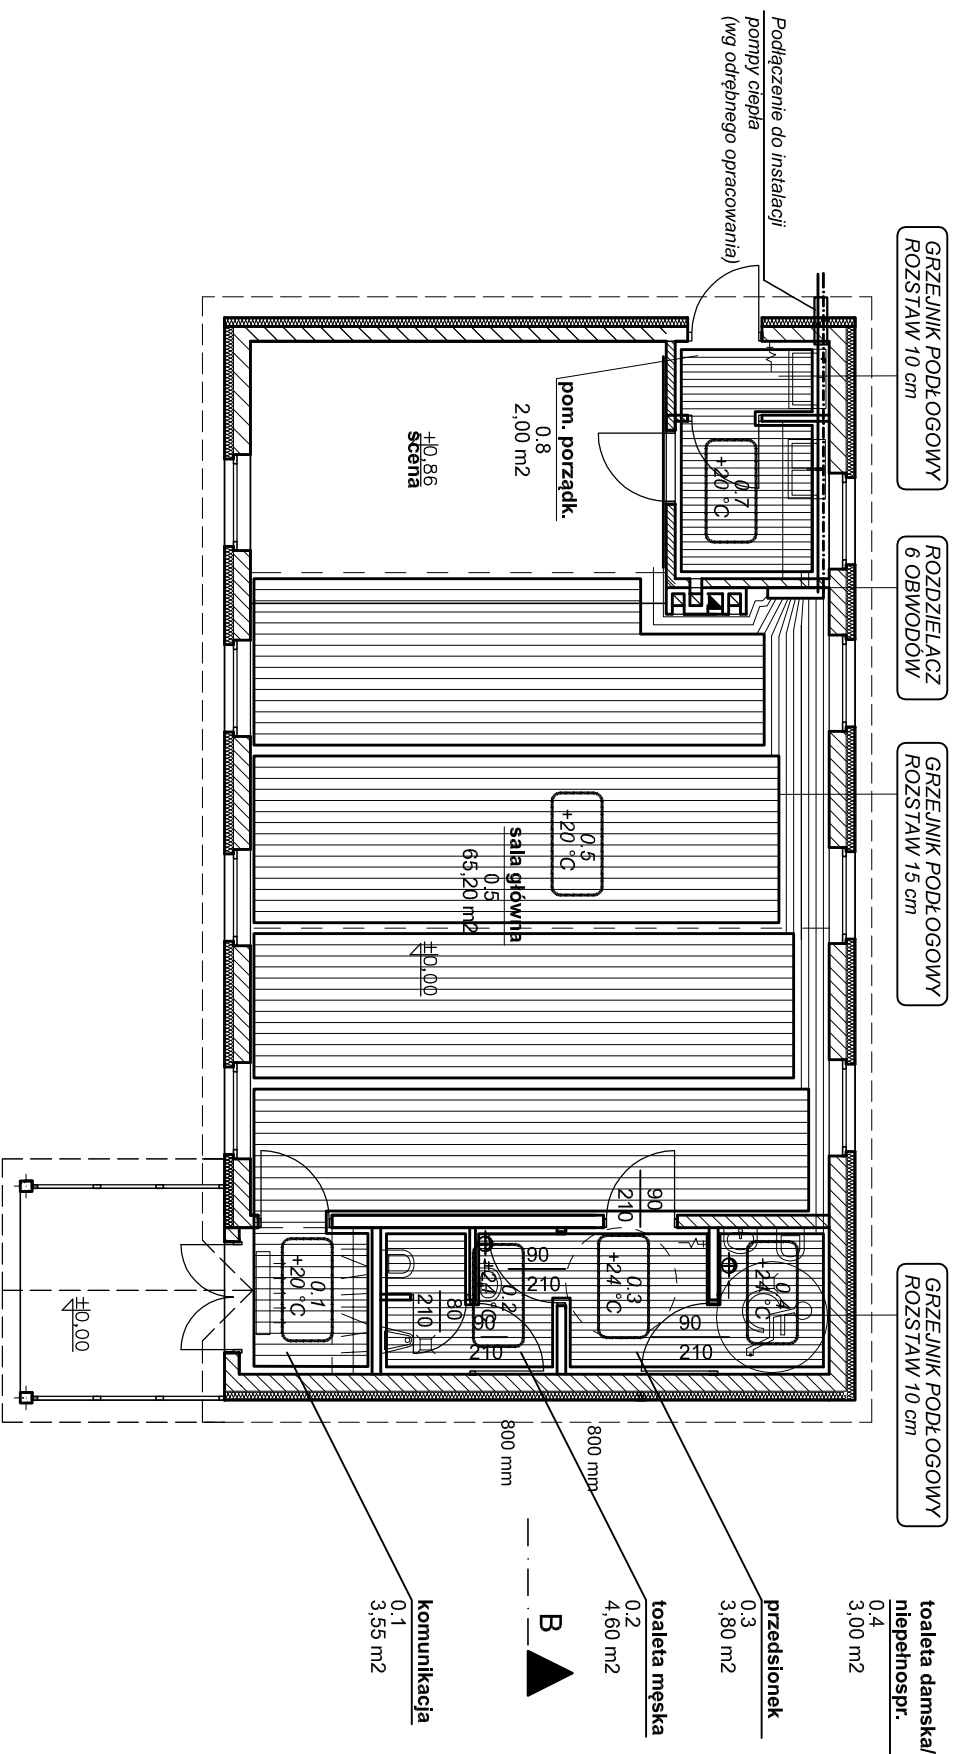 Podłączenie do instalacji
pompy ciepła
(wg odrębnego opracowania)
GRZEJNIK PODŁOGOWY
ROZSTAW 10 cm
ROZDZIELACZ
6 OBWODÓW
GRZEJNIK PODŁOGOWY
ROZSTAW 15 cm
GRZEJNIK PODŁOGOWY
ROZSTAW 10 cm
0.7
+20 °C
pom. porządk.
0.8
2,00 m2
+0,86
scena
0.5
+20 °C
sala główna
0.5
65,20 m2
±0,00
90
210
0.4
+24 °C
0.3
+24 °C
90
210
90
210
0.2
+24 °C
90
210
80
210
0.1
+20 °C
±0,00
800 mm
800 mm
toaleta damska/
niepełnospr.
0.4
3,00 m2
przedsionek
0.3
3,80 m2
toaleta męska
0.2
4,60 m2
B
komunikacja
0.1
3,55 m2